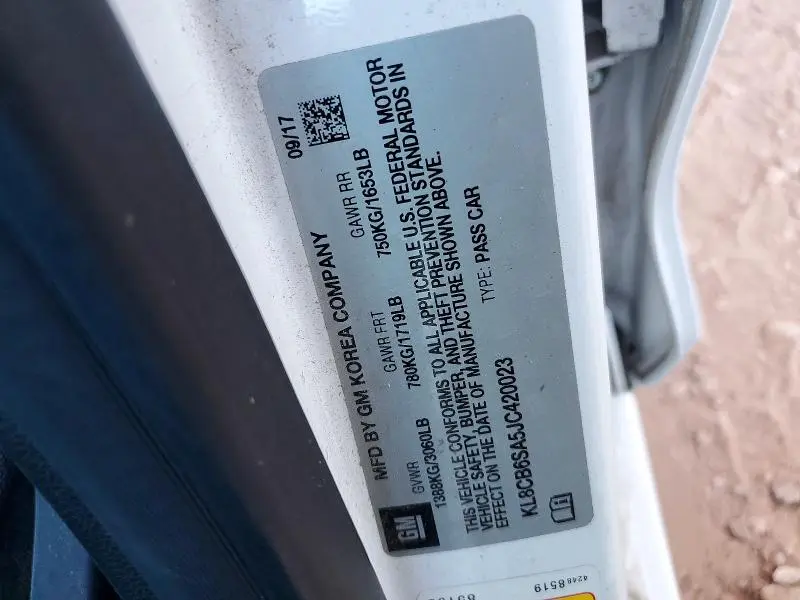 MFD BY GM KOREA COMPANY 09/17
GVWR GAWR FRT GAWR RR
1388KG/3060LB 780KG/1719LB 750KG/1653LB
THIS VEHICLE CONFORMS TO ALL APPLICABLE U.S. FEDERAL MOTOR
VEHICLE SAFETY, BUMPER, AND THEFT PREVENTION STANDARDS IN
EFFECT ON THE DATE OF MANUFACTURE SHOWN ABOVE.
KL8CB6SA5JC420023 TYPE: PASS CAR
GM
42488519